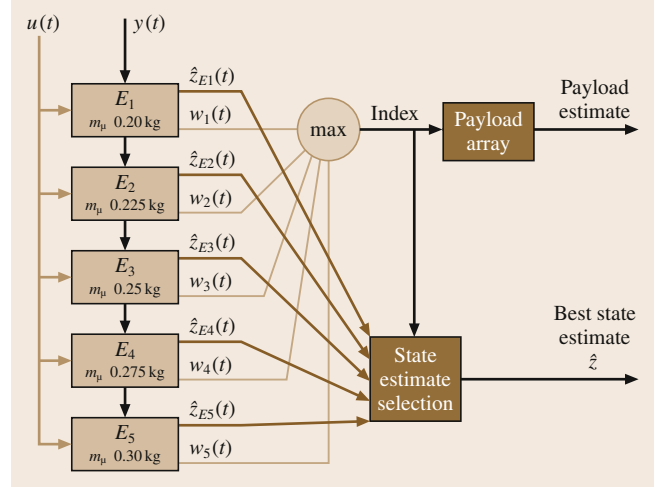 u(t) y(t)
E₁
mμ 0.20 kg
ẑE1(t)
w₁(t)
E₂
mμ 0.225 kg
ẑE2(t)
w₂(t)
E₃
mμ 0.25 kg
ẑE3(t)
w₃(t)
E₄
mμ 0.275 kg
ẑE4(t)
w₄(t)
E₅
mμ 0.30 kg
ẑE5(t)
w₅(t)
max
Index
Payload
array
Payload
estimate
State
estimate
selection
Best state
estimate
ẑ